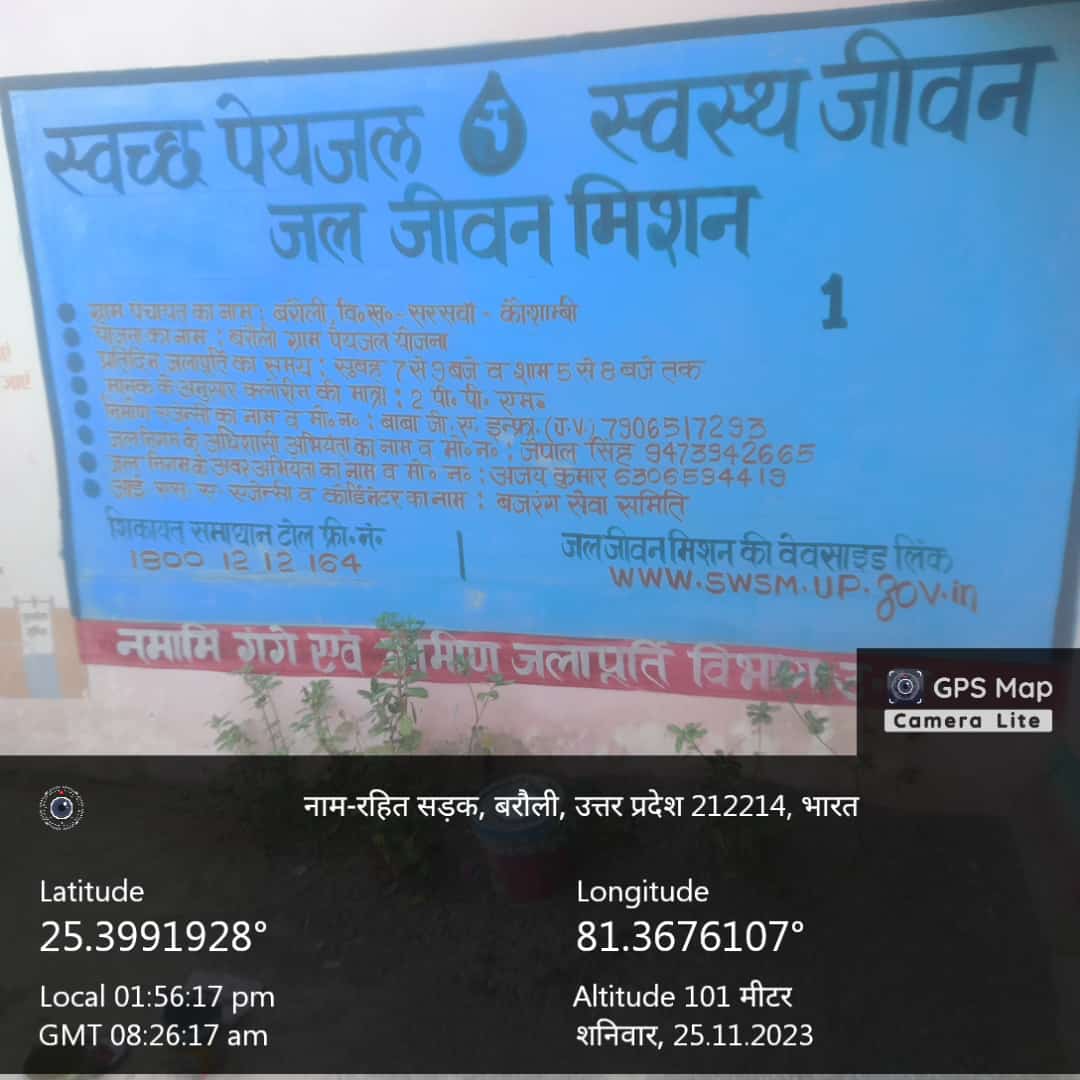 स्वच्छ पेयजल स्वस्थ जीवन
जल जीवन मिशन
1
ग्राम पंचायत का नाम : बरौली, वि०ख०-सरसवाँ - कौशाम्बी
योजना का नाम : बरौली ग्राम पेयजल योजना
प्रतिदिन जलापूर्ति का समय : सुबह 7 से 9 बजे व शाम 5 से 8 बजे तक
मानक के अनुसार क्लोरीन की मात्रा : 2 पी० पी० एम०
निर्माण एजेन्सी का नाम व मो० न० : बाबा जी. ए. इन्फ्रा. (J.V.) 7906517293
जल निगम के अधिशासी अभियंता का नाम व मो० न० : जैपाल सिंह 9473942665
जल निगम के अवर अभियंता का नाम व मो० न० : अजय कुमार 6306594419
आई एस ए एजेन्सी व कोर्डिनेटर का नाम : बजरंग सेवा समिति
शिकायत समाधान टोल फ्री. नं.
1800 12 12 164
जल जीवन मिशन की वेवसाइड लिंक
WWW.SWSM.UP.gov.in
नमामि गंगे एवं ग्रामीण जलापूर्ति विभाग
GPS Map
Camera Lite
नाम-रहित सड़क, बरौली, उत्तर प्रदेश 212214, भारत
Latitude
25.3991928°
Longitude
81.3676107°
Local 01:56:17 pm
GMT 08:26:17 am
Altitude 101 मीटर
शनिवार, 25.11.2023